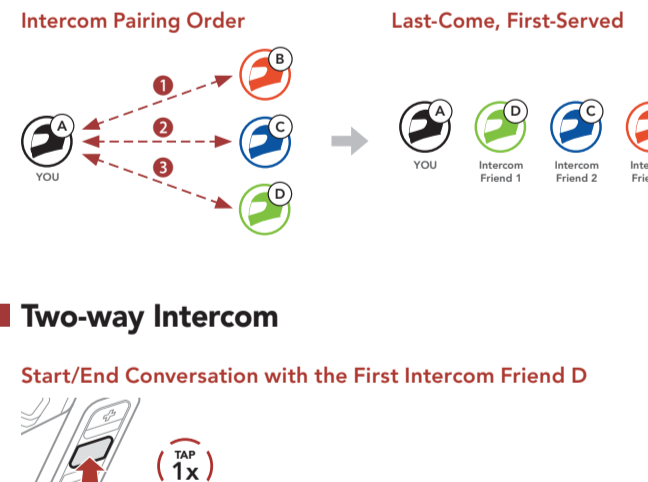 Intercom Pairing Order
Last-Come, First-Served
1
B
A
2
C
3
D
YOU
A
D
C
YOU
Intercom
Friend 1
Intercom
Friend 2
Two-way Intercom
Start/End Conversation with the First Intercom Friend D
TAP
1x